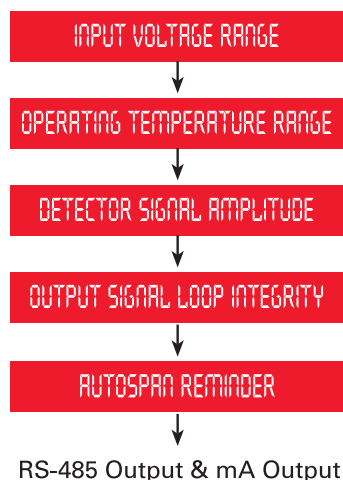 INPUT VOLTAGE RANGE
OPERATING TEMPERATURE RANGE
DETECTOR SIGNAL AMPLITUDE
OUTPUT SIGNAL LOOP INTEGRITY
AUTOSPAN REMINDER
RS-485 Output & mA Output